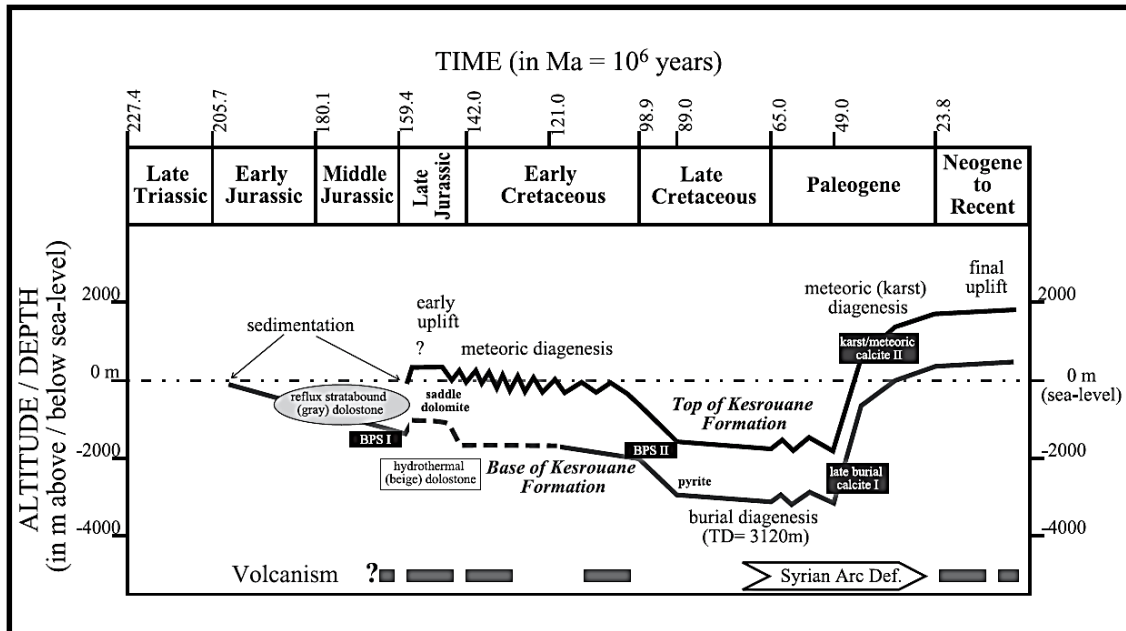 TIME (in Ma = 10⁶ years)
227.4
205.7
180.1
159.4
142.0
121.0
98.9
89.0
65.0
49.0
23.8
Late
Triassic
Early
Jurassic
Middle
Jurassic
Late
Jurassic
Early
Cretaceous
Late
Cretaceous
Paleogene
Neogene
to
Recent
ALTITUDE / DEPTH
(in m above / below sea-level)
2000
0 m
-2000
-4000
2000
0 m
(sea-level)
-2000
-4000
sedimentation
early
uplift
?
meteoric diagenesis
meteoric (karst)
diagenesis
final
uplift
reflux stratabound
(gray) dolostone
saddle
dolomite
karst/meteoric
calcite II
BPS I
hydrothermal
(beige) dolostone
Base of Kesrouane
Formation
Top of Kesrouane
Formation
BPS II
pyrite
late burial
calcite I
burial diagenesis
(TD= 3120m)
Volcanism
?
Syrian Arc Def.